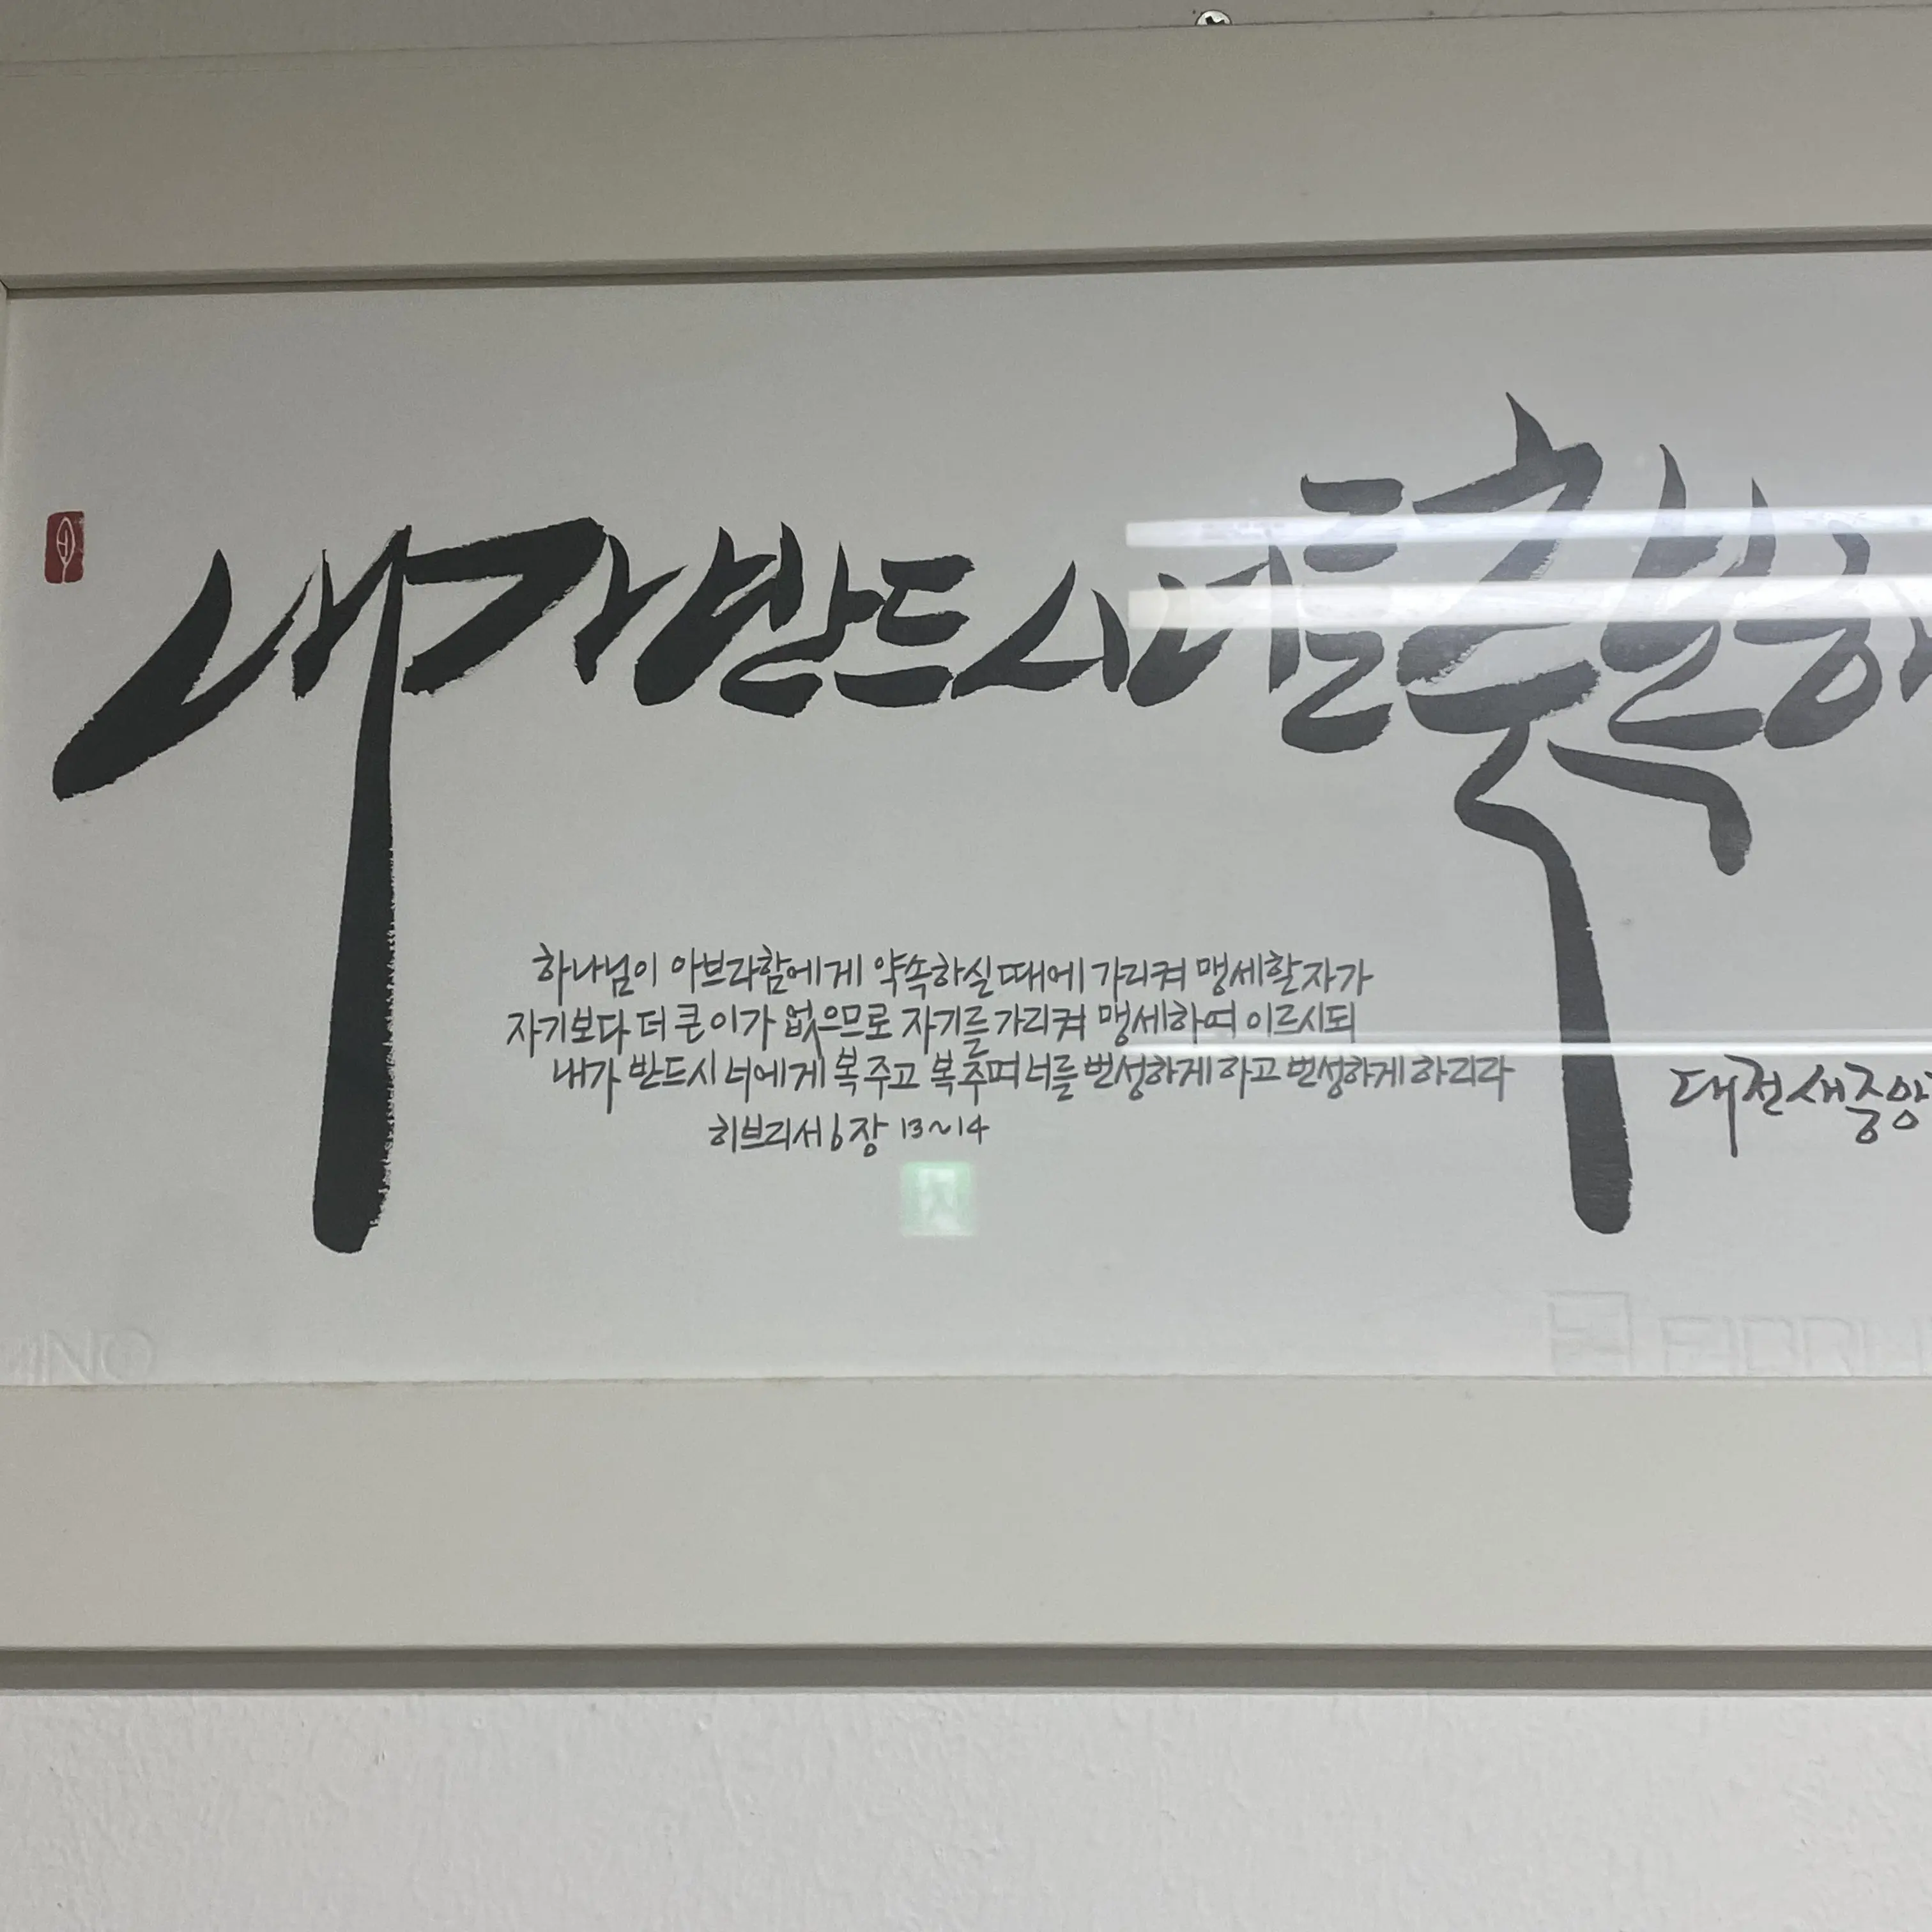 내가 반드시 너를 축복하
하나님이 아브라함에게 약속하실때에 가리켜 맹세할자가
자기보다 더 큰이가 없으므로 자기를 가리켜 맹세하여 이르시되
내가 반드시 너에게 복주고 복주며 너를 번성하게 하고 번성하게 하리라
히브리서 6장 13~14
대전새중앙
INO
FABRI